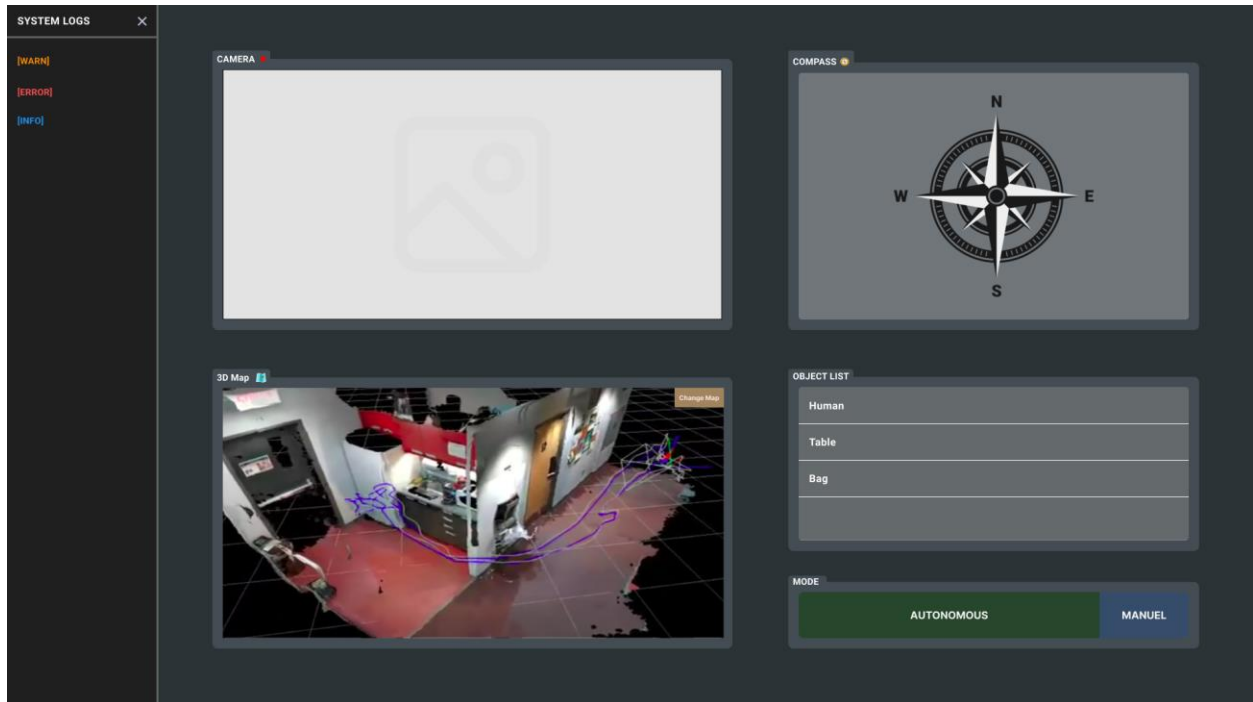 SYSTEM LOGS
[WARN]
[ERROR]
[INFO]
CAMERA
COMPASS
N
W
E
S
3D Map
Change Map
OBJECT LIST
Human
Table
Bag
MODE
AUTONOMOUS
MANUEL